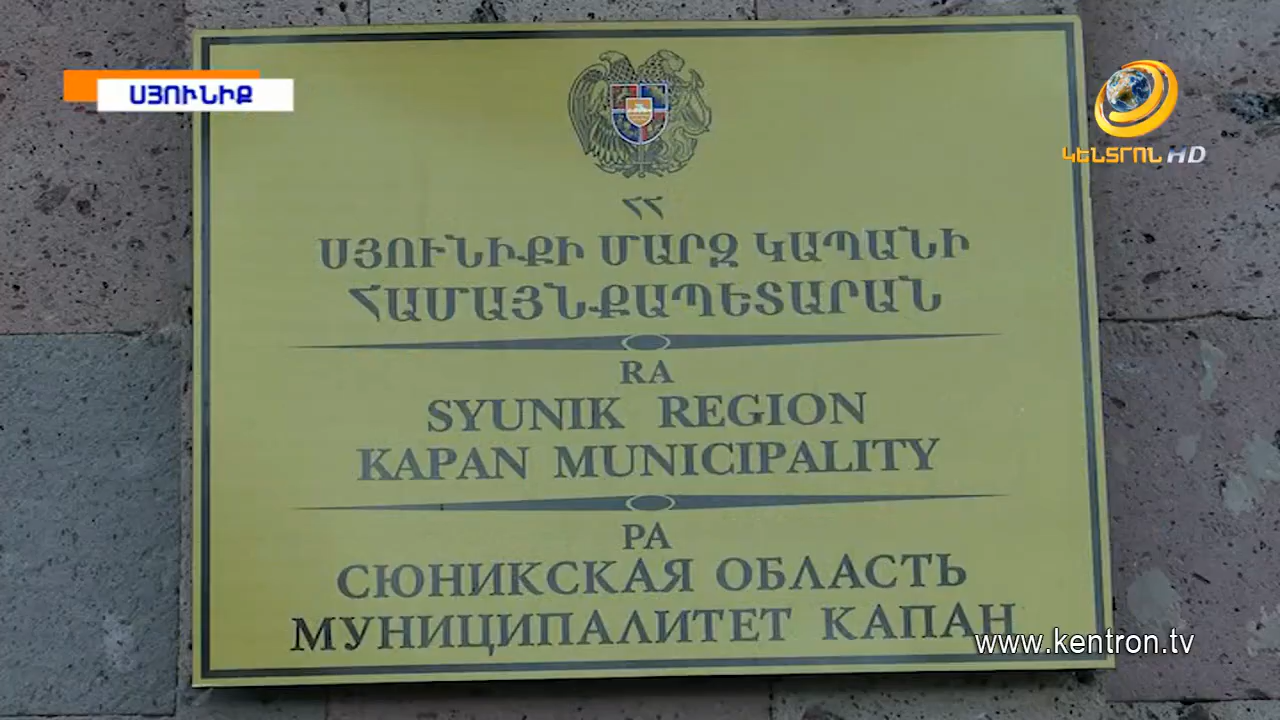 ՍՅՈՒՆԻՔ
ԿԵՆՏՐՈՆ HD
ՀՀ
ՍՅՈՒՆԻՔԻ ՄԱՐԶ ԿԱՊԱՆԻ
ՀԱՄԱՅՆՔԱՊԵՏԱՐԱՆ
RA
SYUNIK REGION
KAPAN MUNICIPALITY
РА
СЮНИКСКАЯ ОБЛАСТЬ
МУНИЦИПАЛИТЕТ КАПАН
www.kentron.tv